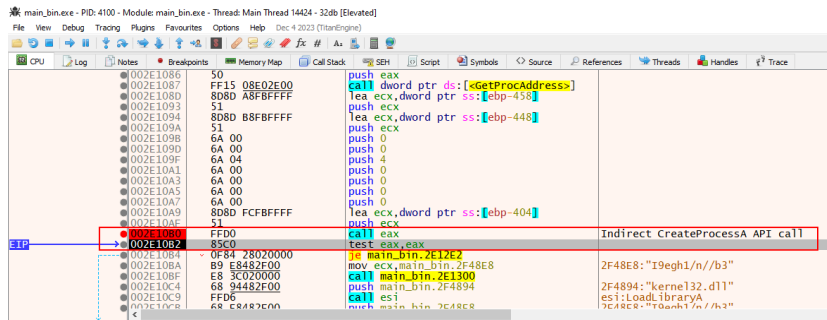 main_bin.exe - PID: 4100 - Module: main_bin.exe - Thread: Main Thread 14424 - 32db [Elevated]
File View Debug Tracing Plugins Favourites Options Help Dec 4 2023 (TitanEngine)
CPU Log Notes Breakpoints Memory Map Call Stack SEH Script Symbols Source References Threads Handles Trace
002E1086 50 push eax
002E1087 FF15 08E02E00 call dword ptr ds:[<GetProcAddress>]
002E108D 8D8D A8FBFFFF lea ecx,dword ptr ss:[ebp-458]
002E1093 51 push ecx
002E1094 8D8D B8FBFFFF lea ecx,dword ptr ss:[ebp-448]
002E109A 51 push ecx
002E109B 6A 00 push 0
002E109D 6A 00 push 0
002E109F 6A 04 push 4
002E10A1 6A 00 push 0
002E10A3 6A 00 push 0
002E10A5 6A 00 push 0
002E10A7 6A 00 push 0
002E10A9 8D8D FCFBFFFF lea ecx,dword ptr ss:[ebp-404]
002E10AF 51 push ecx
002E10B0 FFD0 call eax Indirect CreateProcessA API call
EIP 002E10B2 85C0 test eax,eax
002E10B4 0F84 28020000 je main_bin.2E12E2
002E10BA B9 E8482F00 mov ecx,main_bin.2F48E8 2F48E8:"I9egh1/n//b3"
002E10BF E8 3C020000 call main_bin.2E1300
002E10C4 68 94482F00 push main_bin.2F4894 2F4894:"kernel32.dll"
002E10C9 FFD6 call esi esi:LoadLibraryA
002E10CB 68 E8482F00 push main_bin.2F48E8 2F48E8:"I9egh1/n//b3"